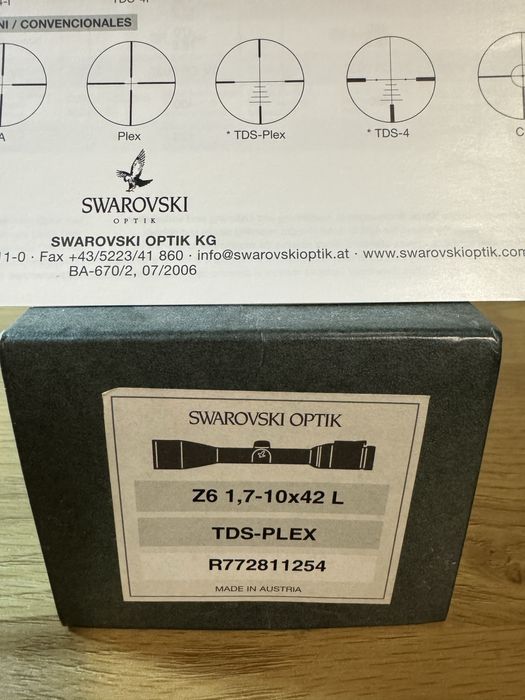 NI / CONVENCIONALES
A
Plex
* TDS-Plex
* TDS-4
C
SWAROVSKI
OPTIK
SWAROVSKI OPTIK KG
1-0 · Fax +43/5223/41 860 · info@swarovskioptik.at · www.swarovskioptik.com
BA-670/2, 07/2006
SWAROVSKI OPTIK
Z6 1,7-10x42 L
TDS-PLEX
R772811254
MADE IN AUSTRIA